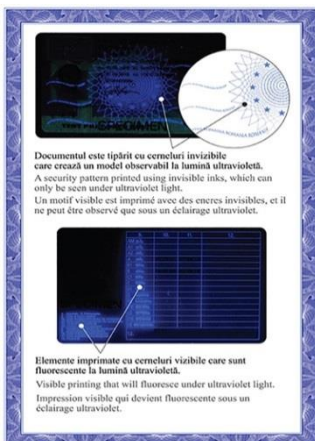 SPECIMEN
Documentul este tipărit cu cerneluri invizibile
care crează un model observabil la lumină ultravioletă.
A security pattern printed using invisible inks, which can
only be seen under ultraviolet light.
Un motif visible est imprimé avec des encres invisibles, et il
ne peut être observé que sous un éclairage ultraviolet.
Elemente imprimate cu cerneluri vizibile care sunt
fluorescente la lumină ultravioletă.
Visible printing that will fluoresce under ultraviolet light.
Impression visible qui devient fluorescente sous un
éclairage ultraviolet.